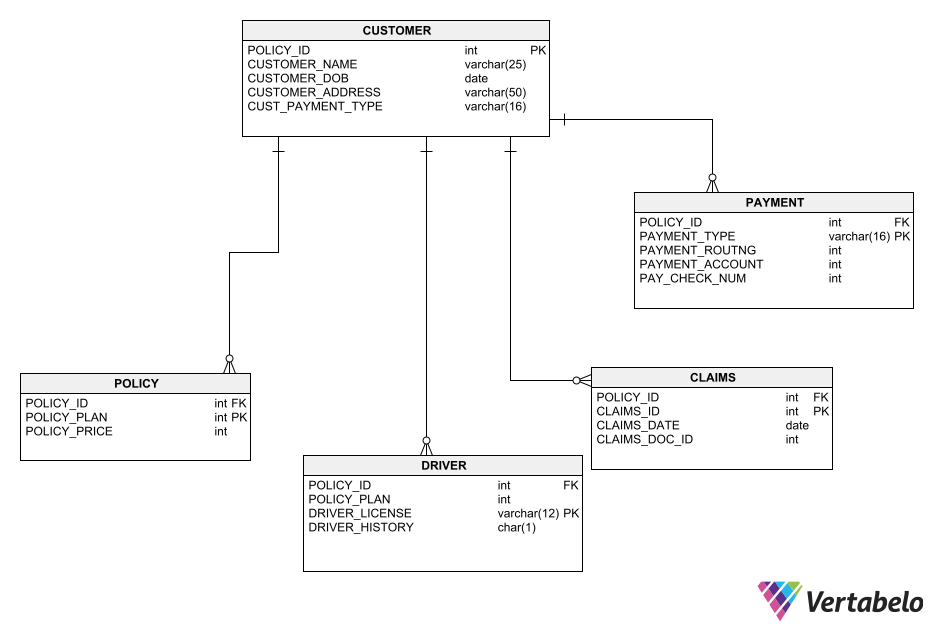 CUSTOMER
POLICY_ID int PK
CUSTOMER_NAME varchar(25)
CUSTOMER_DOB date
CUSTOMER_ADDRESS varchar(50)
CUST_PAYMENT_TYPE varchar(16)
PAYMENT
POLICY_ID int FK
PAYMENT_TYPE varchar(16) PK
PAYMENT_ROUTNG int
PAYMENT_ACCOUNT int
PAY_CHECK_NUM int
POLICY
POLICY_ID int FK
POLICY_PLAN int PK
POLICY_PRICE int
CLAIMS
POLICY_ID int FK
CLAIMS_ID int PK
CLAIMS_DATE date
CLAIMS_DOC_ID int
DRIVER
POLICY_ID int FK
POLICY_PLAN int
DRIVER_LICENSE varchar(12) PK
DRIVER_HISTORY char(1)
Vertabelo